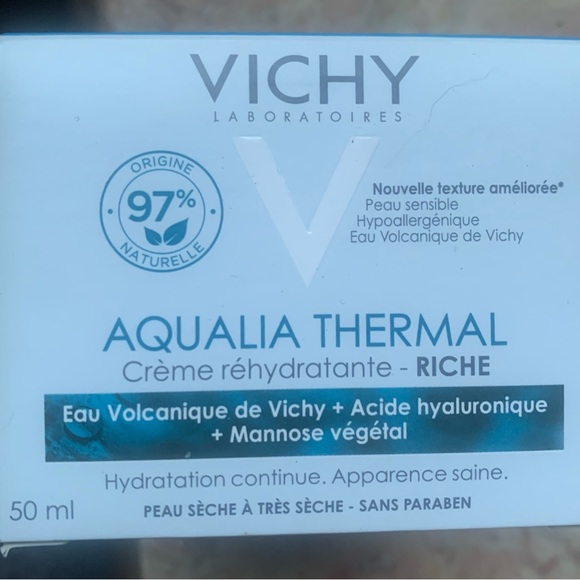 VICHY
LABORATOIRES
ORIGINE
97%
NATURELLE
Nouvelle texture améliorée*
Peau sensible
Hypoallergénique
Eau Volcanique de Vichy
AQUALIA THERMAL
Crème réhydratante - RICHE
Eau Volcanique de Vichy + Acide hyaluronique
+ Mannose végétal
Hydratation continue. Apparence saine.
50 ml
PEAU SÈCHE À TRÈS SÈCHE - SANS PARABEN